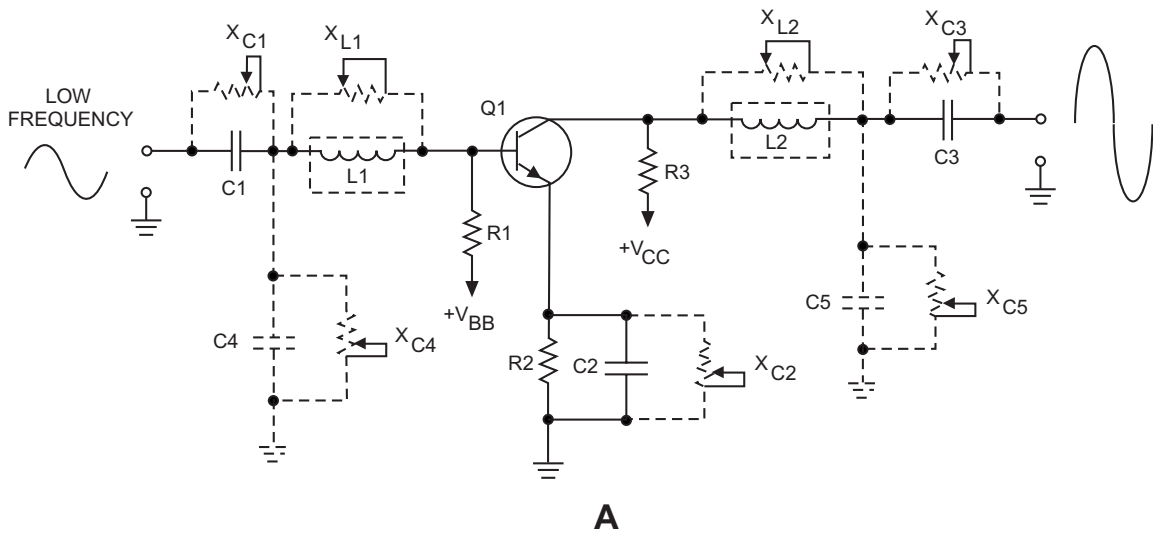 X C1
X L1
X L2
X C3
LOW
FREQUENCY
Q1
C1
L1
L2
C3
R3
R1
+V CC
+V BB
C4
X C4
R2
C2
X C2
C5
X C5
A